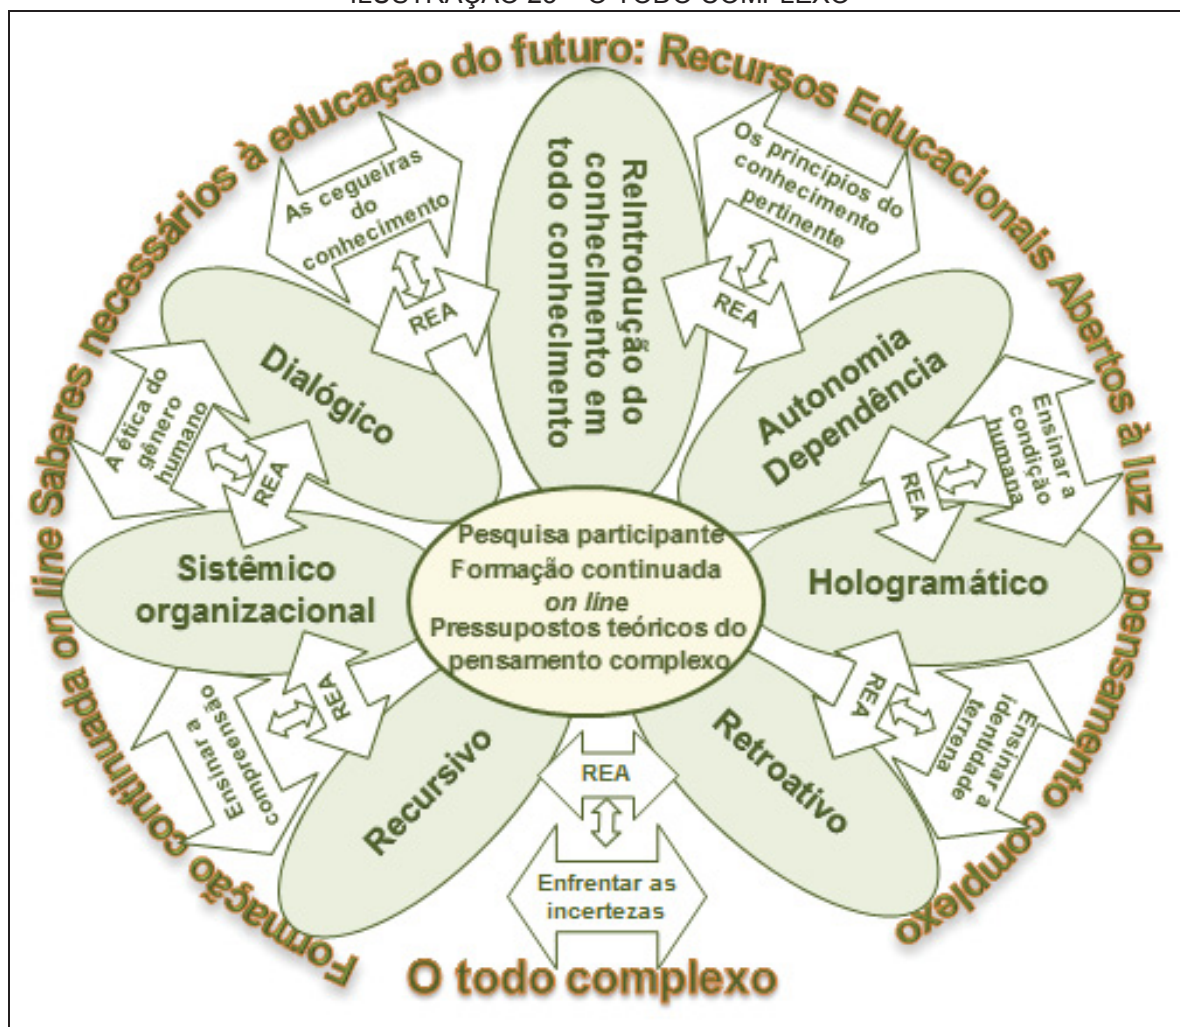 ILUSTRAÇÃO – O TODO COMPLEXO
Formação continuada on line Saberes necessários à educação do futuro: Recursos Educacionais Abertos à luz do pensamento complexo
As cegueiras
do
conhecimento
REA
Reintrodução do
conhecimento em
todo conhecimento
Os princípios do
conhecimento
pertinente
REA
Dialógico
Autonomia
Dependência
A ética do
gênero
humano
REA
Ensinar a
condição
humana
REA
Sistêmico
organizacional
Pesquisa participante
Formação continuada
on line
Pressupostos teóricos do
pensamento complexo
Hologramático
Ensinar a
compreensão
REA
Ensinar a
identidade
terrena
REA
Recursivo
Retroativo
REA
Enfrentar as
incertezas
O todo complexo